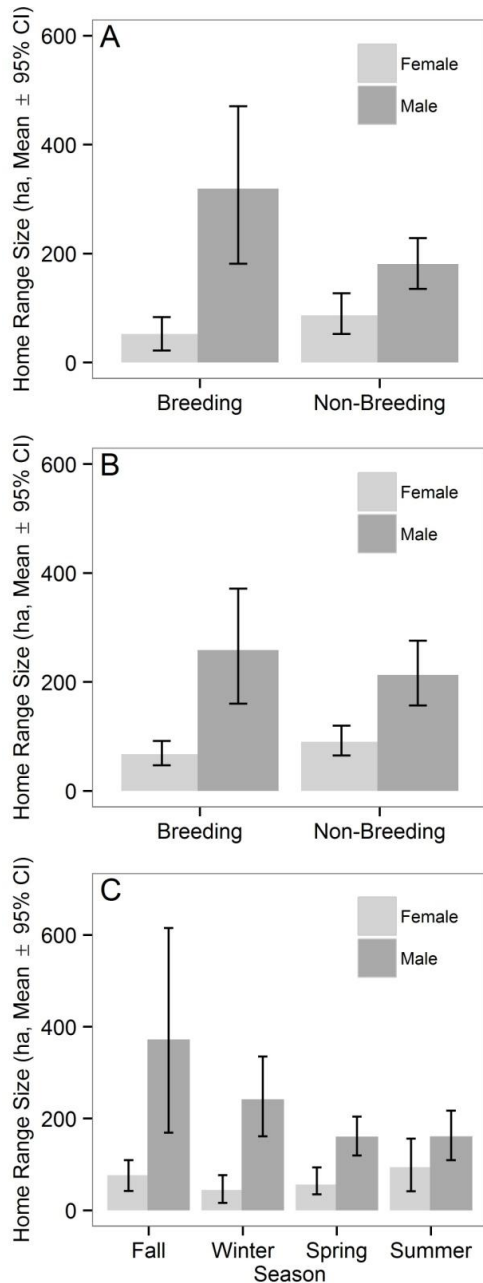 A
Female
Male
600
400
200
0
Home Range Size (ha, Mean ± 95% CI)
Breeding Non-Breeding
B
Female
Male
600
400
200
0
Home Range Size (ha, Mean ± 95% CI)
Breeding Non-Breeding
C
Female
Male
600
400
200
0
Home Range Size (ha, Mean ± 95% CI)
Fall Winter Spring Summer
Season